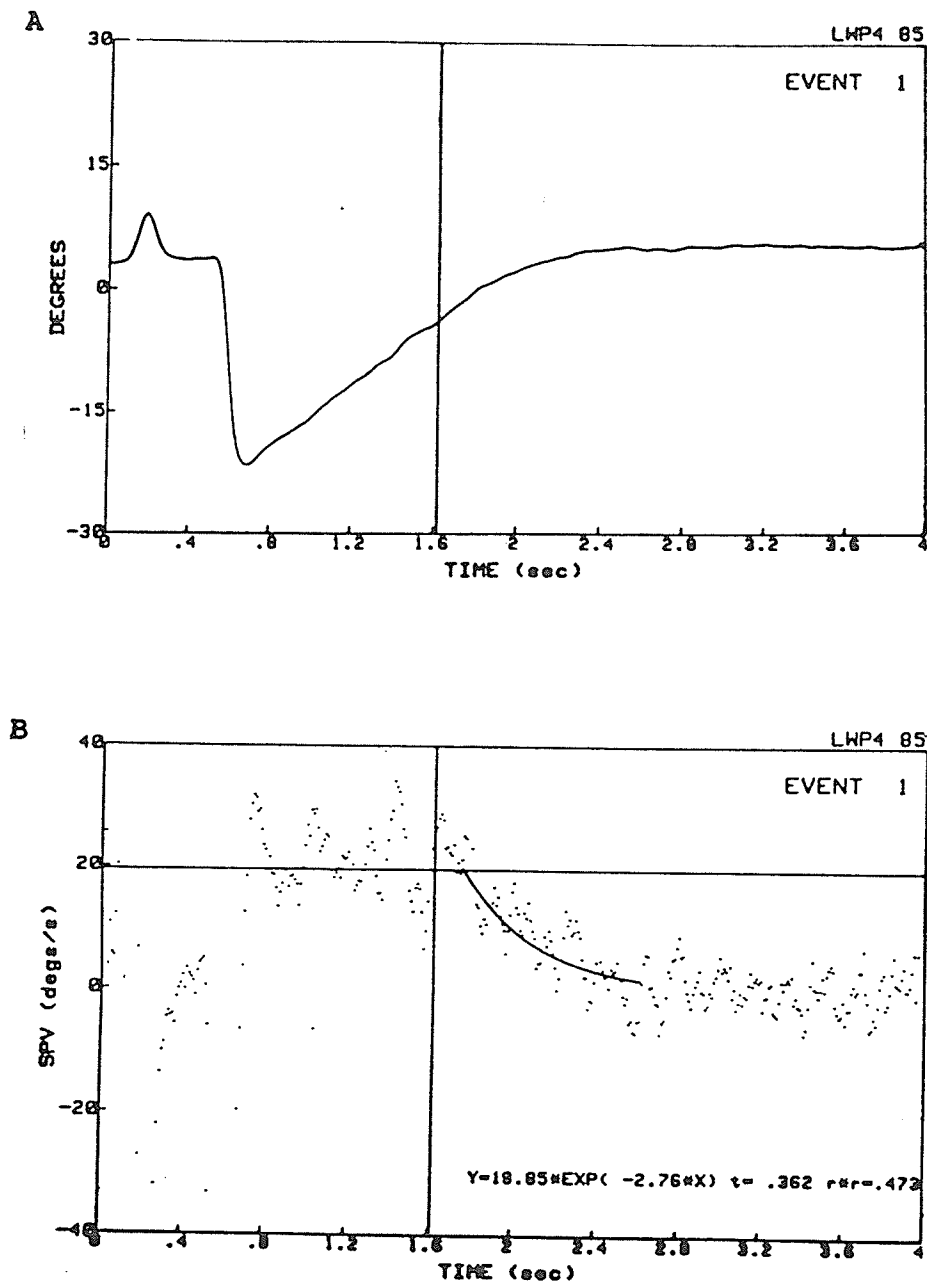 A
LWP4 85
EVENT 1
30
15
0
-15
-30
DEGREES
0 .4 .8 1.2 1.6 2 2.4 2.8 3.2 3.6 4
TIME (sec)
B
LWP4 85
EVENT 1
40
20
0
-20
-40
SPV (degs/s)
Y=18.85*EXP( -2.76*X) t= .362 r*r=.473
0 .4 .8 1.2 1.6 2 2.4 2.8 3.2 3.6 4
TIME (sec)